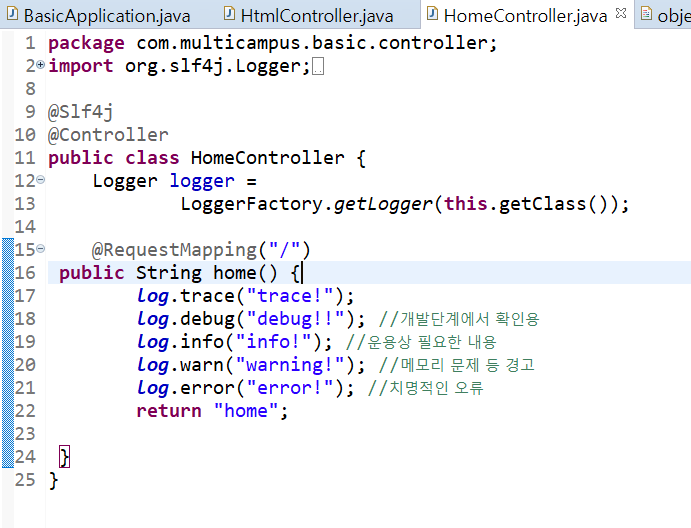 BasicApplication.java HtmlController.java HomeController.java obje
1 package com.multicampus.basic.controller;
2 import org.slf4j.Logger;
8
9 @Slf4j
10 @Controller
11 public class HomeController {
12 Logger logger =
13 LoggerFactory.getLogger(this.getClass());
14
15 @RequestMapping("/")
16 public String home() {
17 log.trace("trace!");
18 log.debug("debug!!"); //개발단계에서 확인용
19 log.info("info!"); //운용상 필요한 내용
20 log.warn("warning!"); //메모리 문제 등 경고
21 log.error("error!"); //치명적인 오류
22 return "home";
23
24 }
25 }